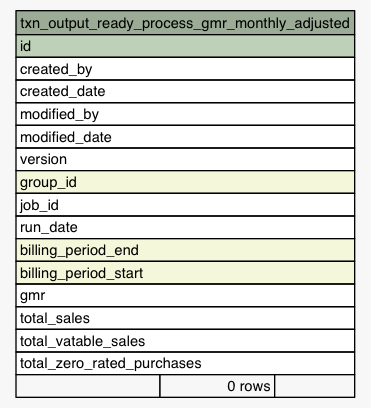 txn_output_ready_process_gmr_monthly_adjusted
id
created_by
created_date
modified_by
modified_date
version
group_id
job_id
run_date
billing_period_end
billing_period_start
gmr
total_sales
total_vatable_sales
total_zero_rated_purchases
0 rows